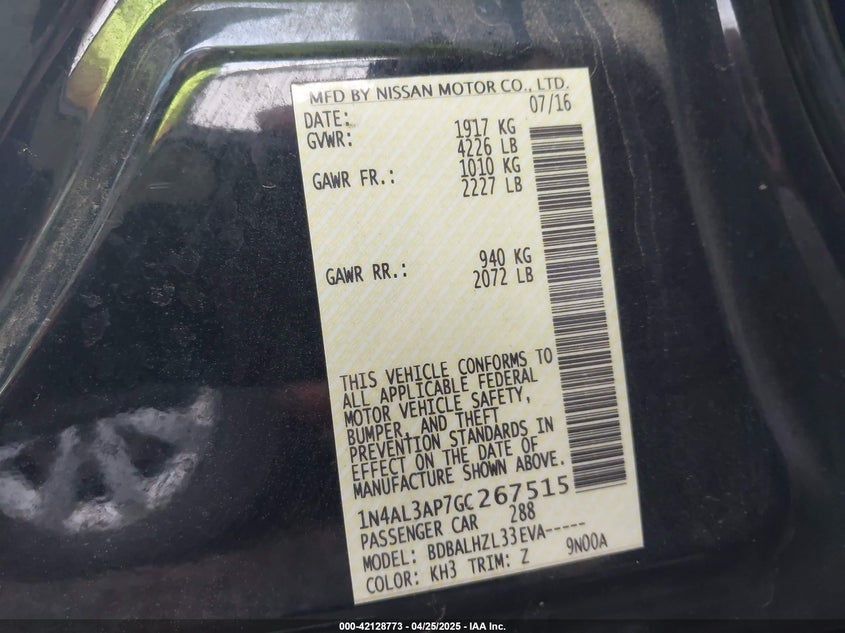 MFD BY NISSAN MOTOR CO., LTD.
DATE: 07/16
GVWR: 1917 KG
4226 LB
GAWR FR.: 1010 KG
2227 LB
GAWR RR.: 940 KG
2072 LB
THIS VEHICLE CONFORMS TO
ALL APPLICABLE FEDERAL
MOTOR VEHICLE SAFETY,
BUMPER, AND THEFT
PREVENTION STANDARDS IN
EFFECT ON THE DATE OF
MANUFACTURE SHOWN ABOVE.
1N4AL3AP7GC267515
PASSENGER CAR 288
MODEL: BDBALHZL33EVA-----
COLOR: KH3 TRIM: Z 9N00A
000-42128773 - 04/25/2025 - IAA Inc.